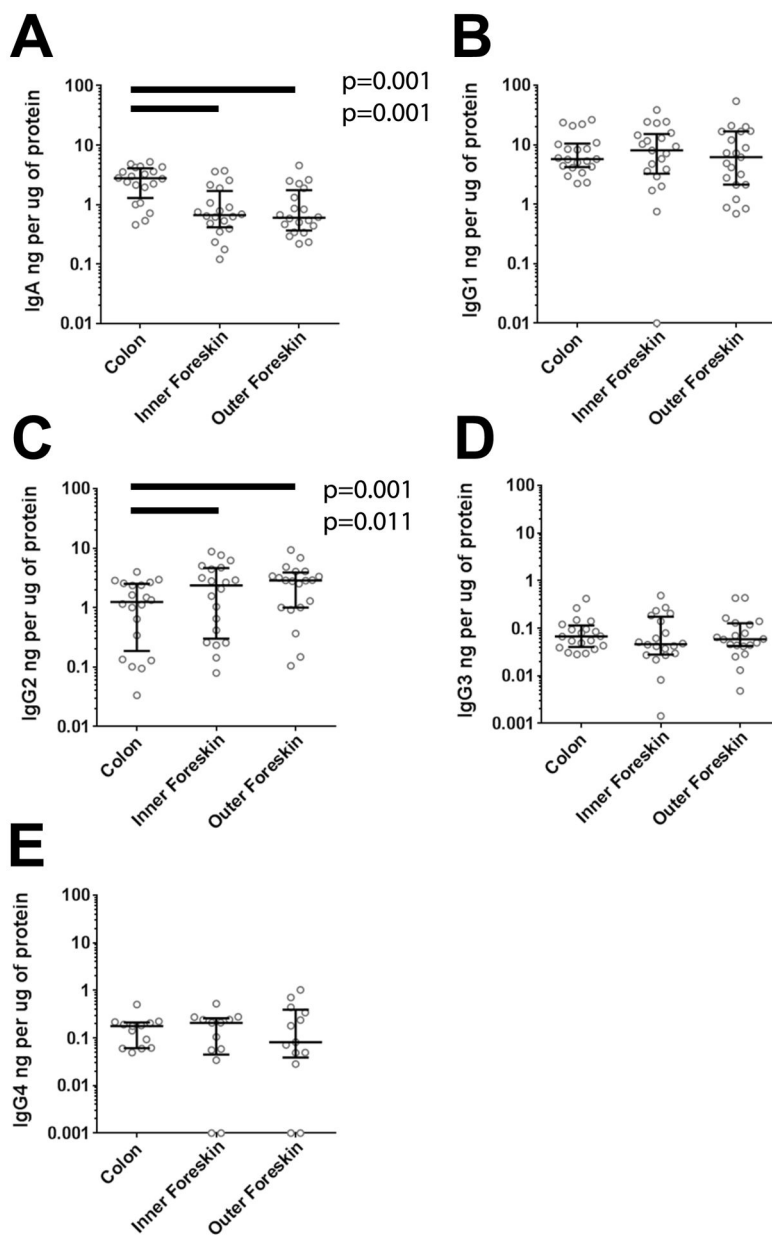 A
IgA ng per ug of protein
100
10
1
0.1
0.01
p=0.001
p=0.001
Colon
Inner Foreskin
Outer Foreskin
B
IgG1 ng per ug of protein
100
10
1
0.1
0.01
Colon
Inner Foreskin
Outer Foreskin
C
IgG2 ng per ug of protein
100
10
1
0.1
0.01
p=0.001
p=0.011
Colon
Inner Foreskin
Outer Foreskin
D
IgG3 ng per ug of protein
100
10
1
0.1
0.01
0.001
Colon
Inner Foreskin
Outer Foreskin
E
IgG4 ng per ug of protein
100
10
1
0.1
0.01
0.001
Colon
Inner Foreskin
Outer Foreskin